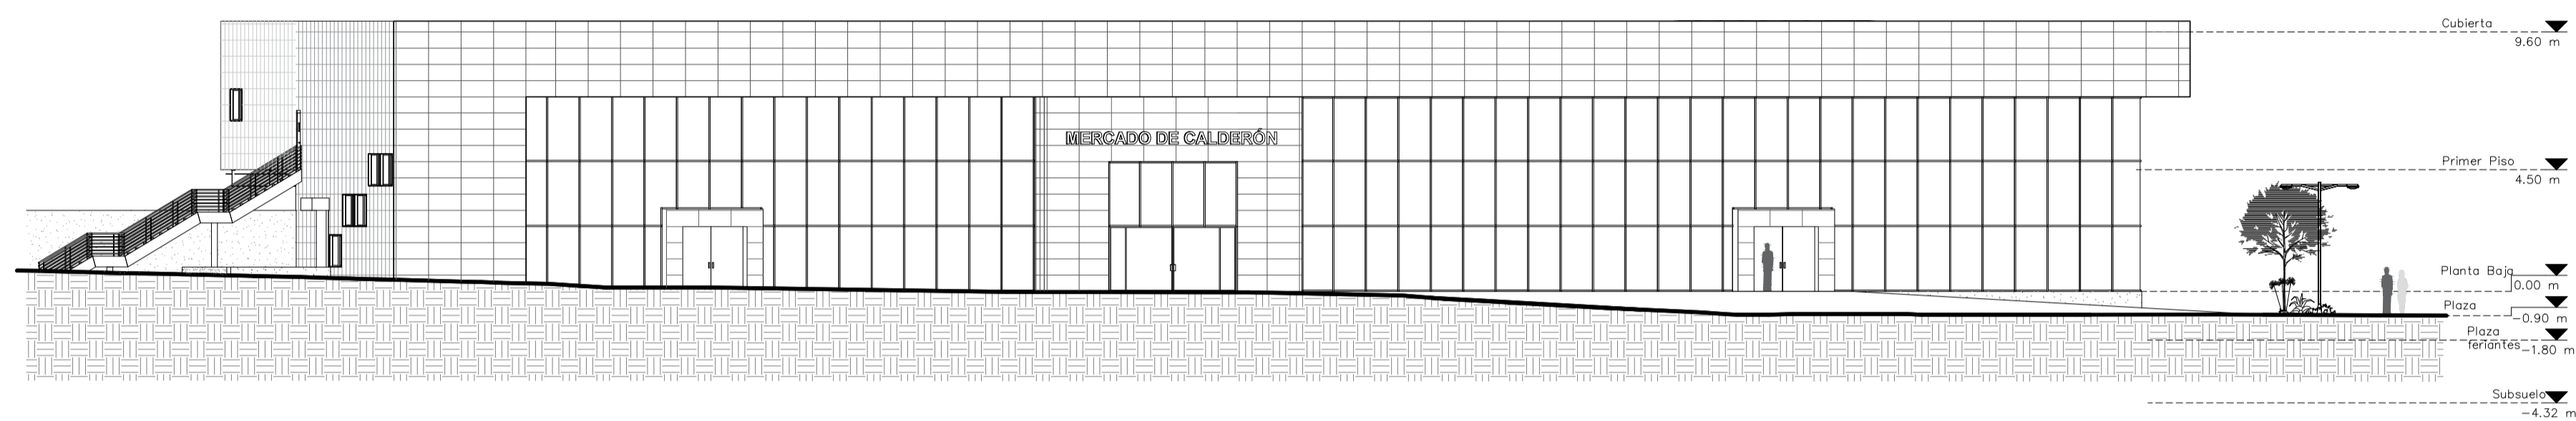 MERCADO DE CALDERÓN
Cubierta
9.60 m
Primer Piso
4.50 m
Planta Baja
0.00 m
Plaza
-0.90 m
Plaza
feriantes
-1.80 m
Subsuelo
-4.32 m